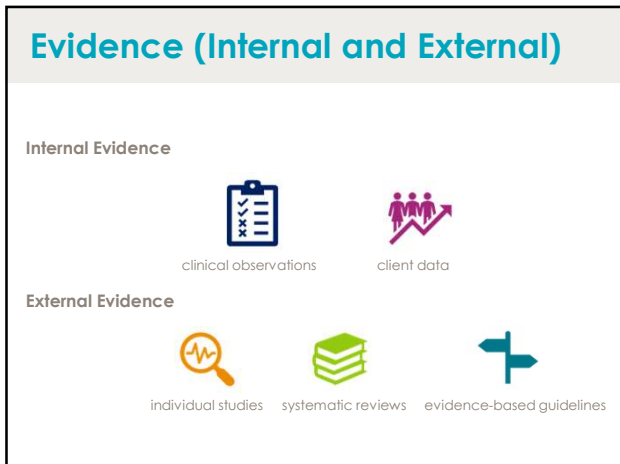 Evidence (Internal and External)
Internal Evidence
clinical observations client data
External Evidence
individual studies systematic reviews evidence-based guidelines